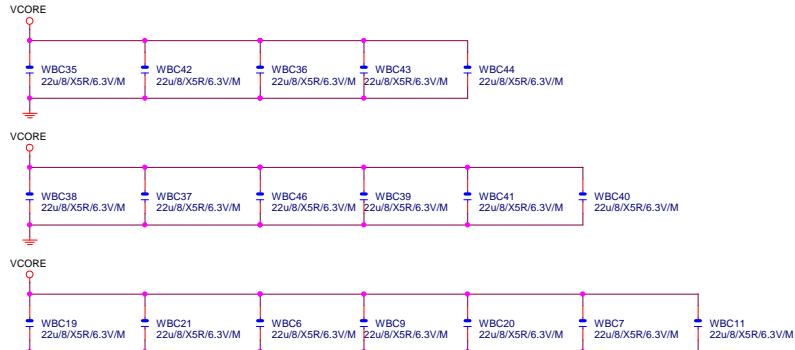 VCORE
WBC35 WBC42 WBC36 WBC43 WBC44
22u/8/X5R/6.3V/M 22u/8/X5R/6.3V/M 22u/8/X5R/6.3V/M 22u/8/X5R/6.3V/M 22u/8/X5R/6.3V/M
VCORE
WBC38 WBC37 WBC46 WBC39 WBC41 WBC40
22u/8/X5R/6.3V/M 22u/8/X5R/6.3V/M 22u/8/X5R/6.3V/M 22u/8/X5R/6.3V/M 22u/8/X5R/6.3V/M 22u/8/X5R/6.3V/M
VCORE
WBC19 WBC21 WBC6 WBC9 WBC20 WBC7 WBC11
22u/8/X5R/6.3V/M 22u/8/X5R/6.3V/M 22u/8/X5R/6.3V/M 22u/8/X5R/6.3V/M 22u/8/X5R/6.3V/M 22u/8/X5R/6.3V/M 22u/8/X5R/6.3V/M